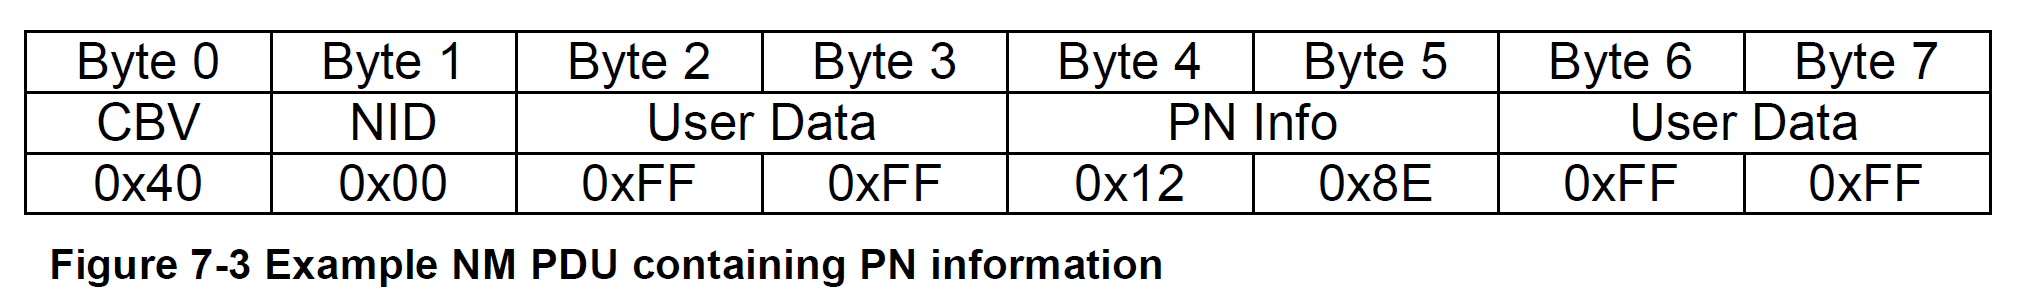 Byte 0 Byte 1 Byte 2 Byte 3 Byte 4 Byte 5 Byte 6 Byte 7
CBV NID User Data PN Info User Data
0x40 0x00 0xFF 0xFF 0x12 0x8E 0xFF 0xFF
Figure 7-3 Example NM PDU containing PN information